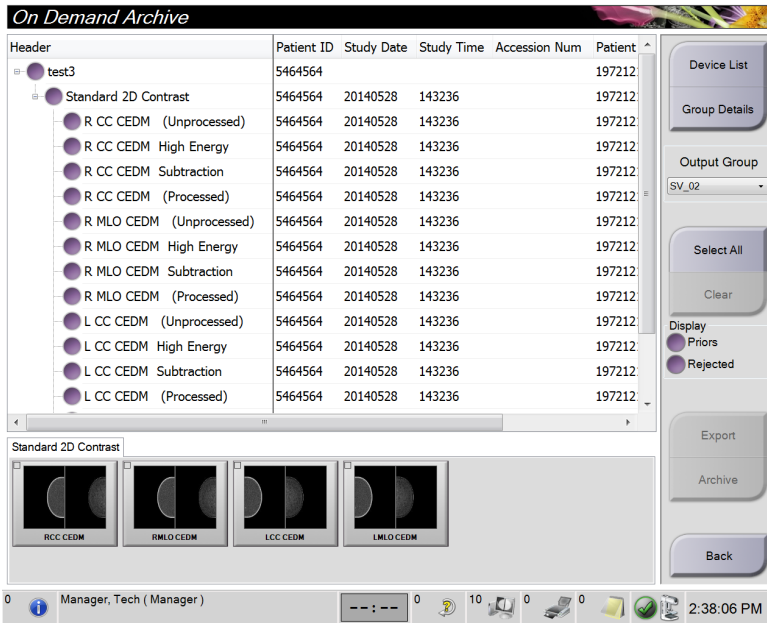 On Demand Archive
Header Patient ID Study Date Study Time Accession Num Patient
test3 5464564 197212
Standard 2D Contrast 5464564 20140528 143236 197212
R CC CEDM (Unprocessed) 5464564 20140528 143236 197212
R CC CEDM High Energy 5464564 20140528 143236 197212
R CC CEDM Subtraction 5464564 20140528 143236 197212
R CC CEDM (Processed) 5464564 20140528 143236 197212
R MLO CEDM (Unprocessed) 5464564 20140528 143236 197212
R MLO CEDM High Energy 5464564 20140528 143236 197212
R MLO CEDM Subtraction 5464564 20140528 143236 197212
R MLO CEDM (Processed) 5464564 20140528 143236 197212
L CC CEDM (Unprocessed) 5464564 20140528 143236 197212
L CC CEDM High Energy 5464564 20140528 143236 197212
L CC CEDM Subtraction 5464564 20140528 143236 197212
L CC CEDM (Processed) 5464564 20140528 143236 197212
Device List
Group Details
Output Group
SV_02
Select All
Clear
Display
Priors
Rejected
Export
Archive
Back
Standard 2D Contrast
RCC CEDM RMLO CEDM LCC CEDM LMLO CEDM
0 Manager, Tech ( Manager ) --:-- 0 10 0 0 2:38:06 PM